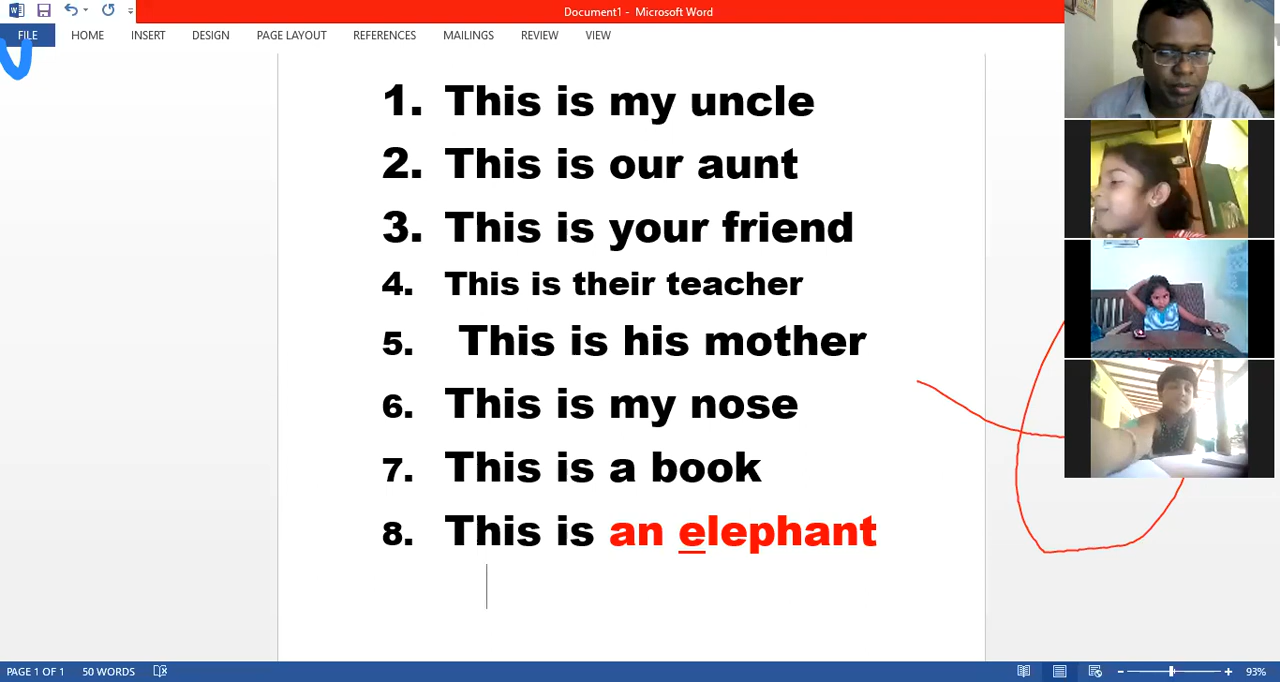 Document1 - Microsoft Word
FILE HOME INSERT DESIGN PAGE LAYOUT REFERENCES MAILINGS REVIEW VIEW
1. This is my uncle
2. This is our aunt
3. This is your friend
4. This is their teacher
5. This is his mother
6. This is my nose
7. This is a book
8. This is an elephant
PAGE 1 OF 1 50 WORDS 93%